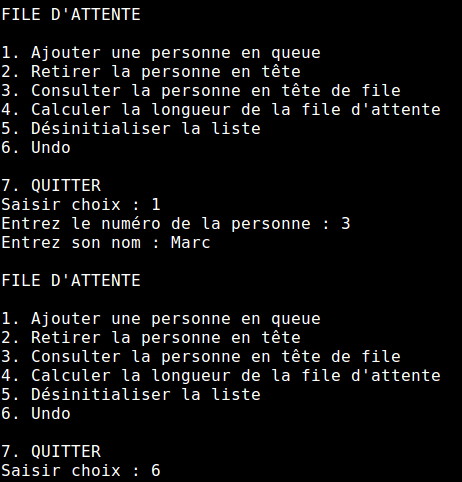 FILE D'ATTENTE
1. Ajouter une personne en queue
2. Retirer la personne en tête
3. Consulter la personne en tête de file
4. Calculer la longueur de la file d'attente
5. Désinitialiser la liste
6. Undo
7. QUITTER
Saisir choix : 1
Entrez le numéro de la personne : 3
Entrez son nom : Marc
FILE D'ATTENTE
1. Ajouter une personne en queue
2. Retirer la personne en tête
3. Consulter la personne en tête de file
4. Calculer la longueur de la file d'attente
5. Désinitialiser la liste
6. Undo
7. QUITTER
Saisir choix : 6